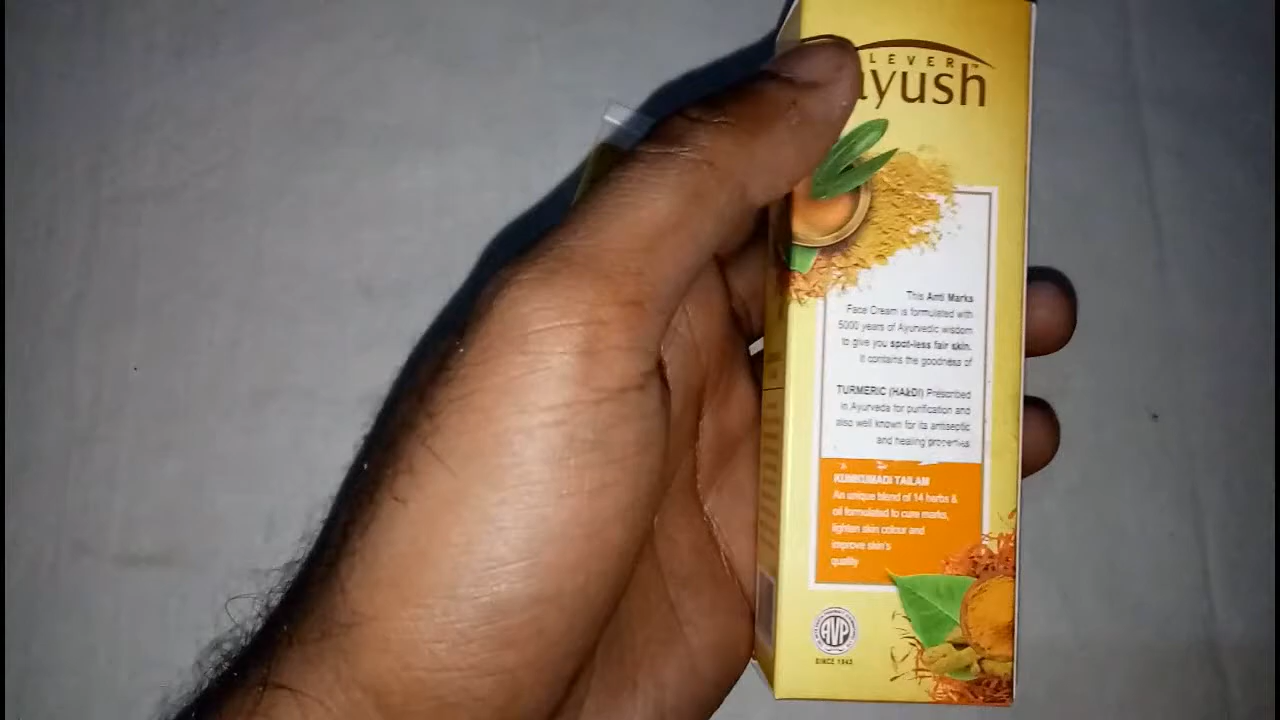 LEVER™
ayush
This Anti Marks
Face Cream is formulated with
5000 years of Ayurvedic wisdom
to give you spot-less fair skin.
It contains the goodness of
TURMERIC (HALDI) Prescribed
in Ayurveda for purification and
also well known for its antiseptic
and healing properties
KUMKUMADI TAILAM
An unique blend of 14 herbs &
oil formulated to cure marks,
lighten skin colour and
improve skin's
quality
AVP
SINCE 1943